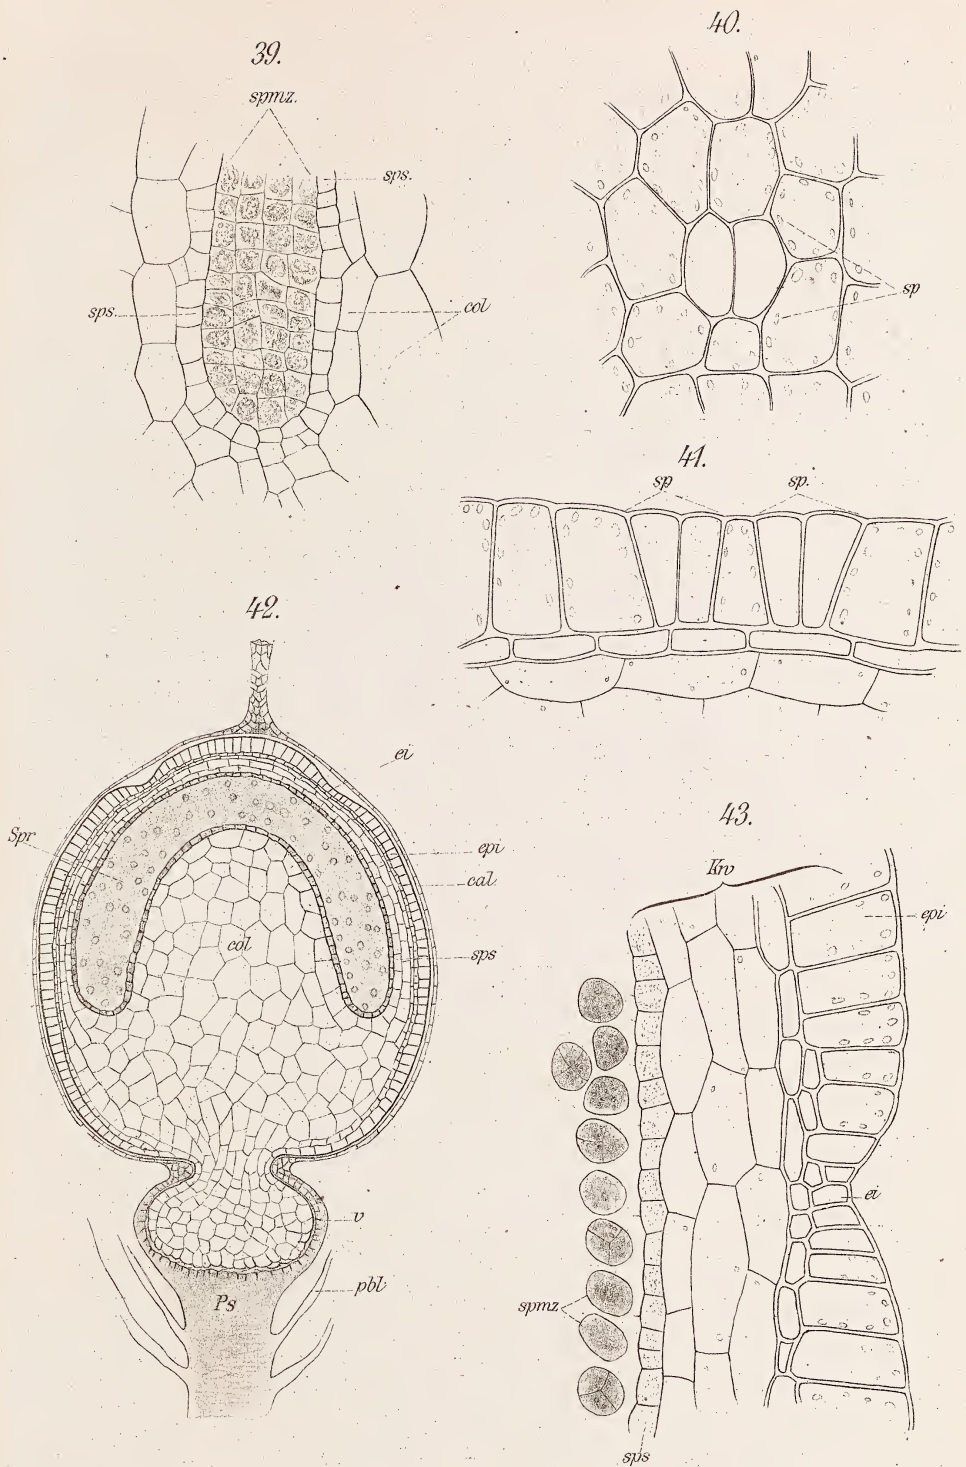 39.
spmz.
sps.
sps.
col
40.
sp
41.
sp
sp.
42.
ei
Spr
epi
cal
col
sps
v
pbl
Ps
43.
Kw
epi
ei
spmz
sps